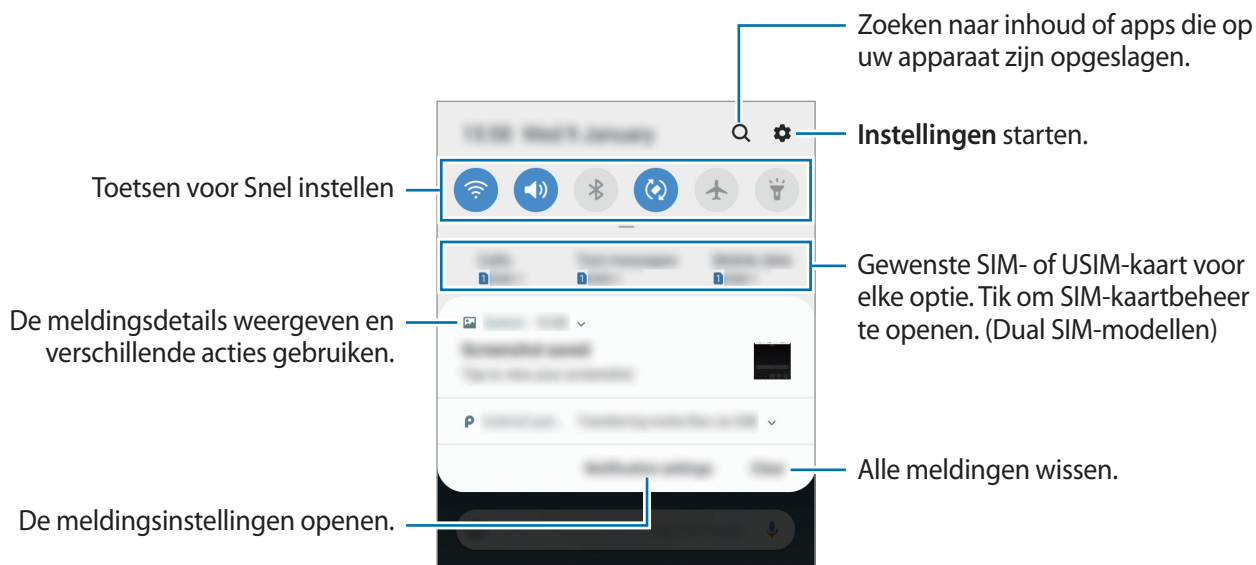 Zoeken naar inhoud of apps die op
uw apparaat zijn opgeslagen.
Instellingen starten.
Toetsen voor Snel instellen
Gewenste SIM- of USIM-kaart voor
elke optie. Tik om SIM-kaartbeheer
te openen. (Dual SIM-modellen)
De meldingsdetails weergeven en
verschillende acties gebruiken.
Alle meldingen wissen.
De meldingsinstellingen openen.